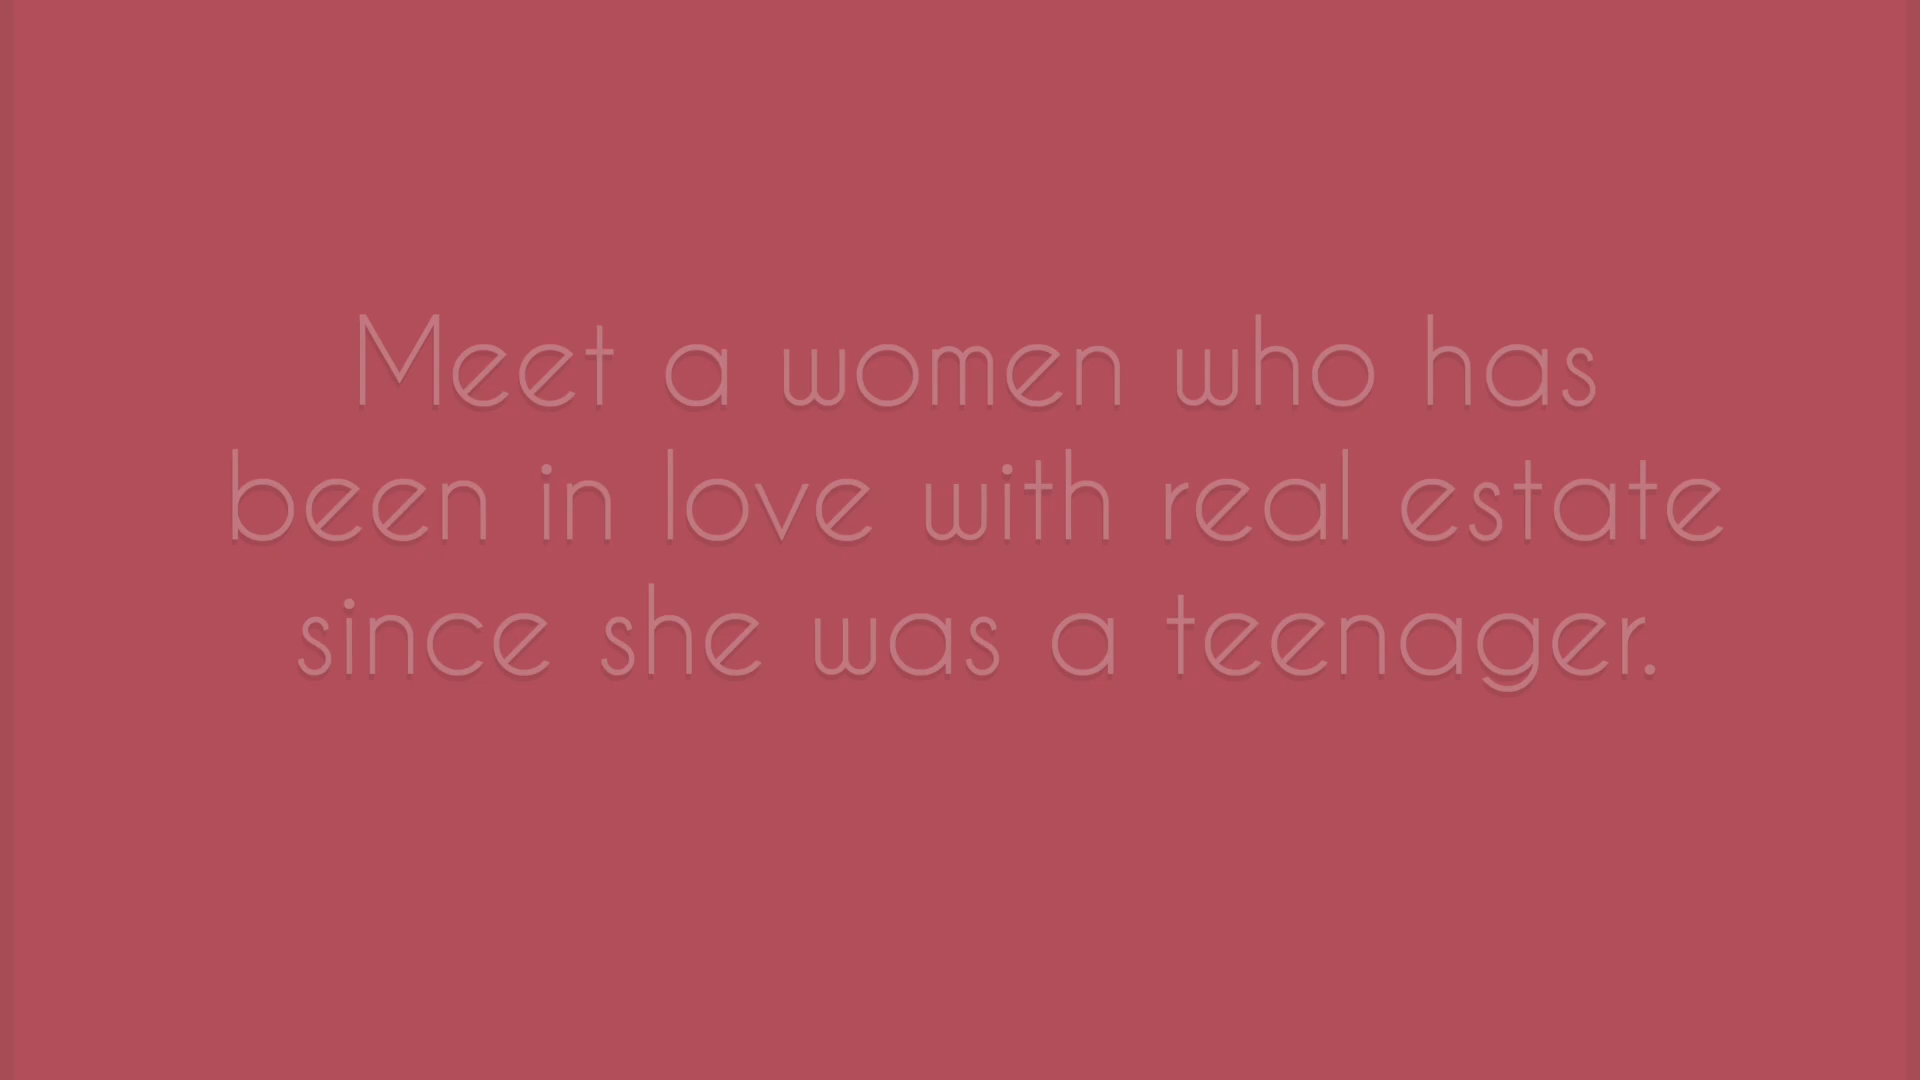 Meet a women who has
been in love with real estate
since she was a teenager.